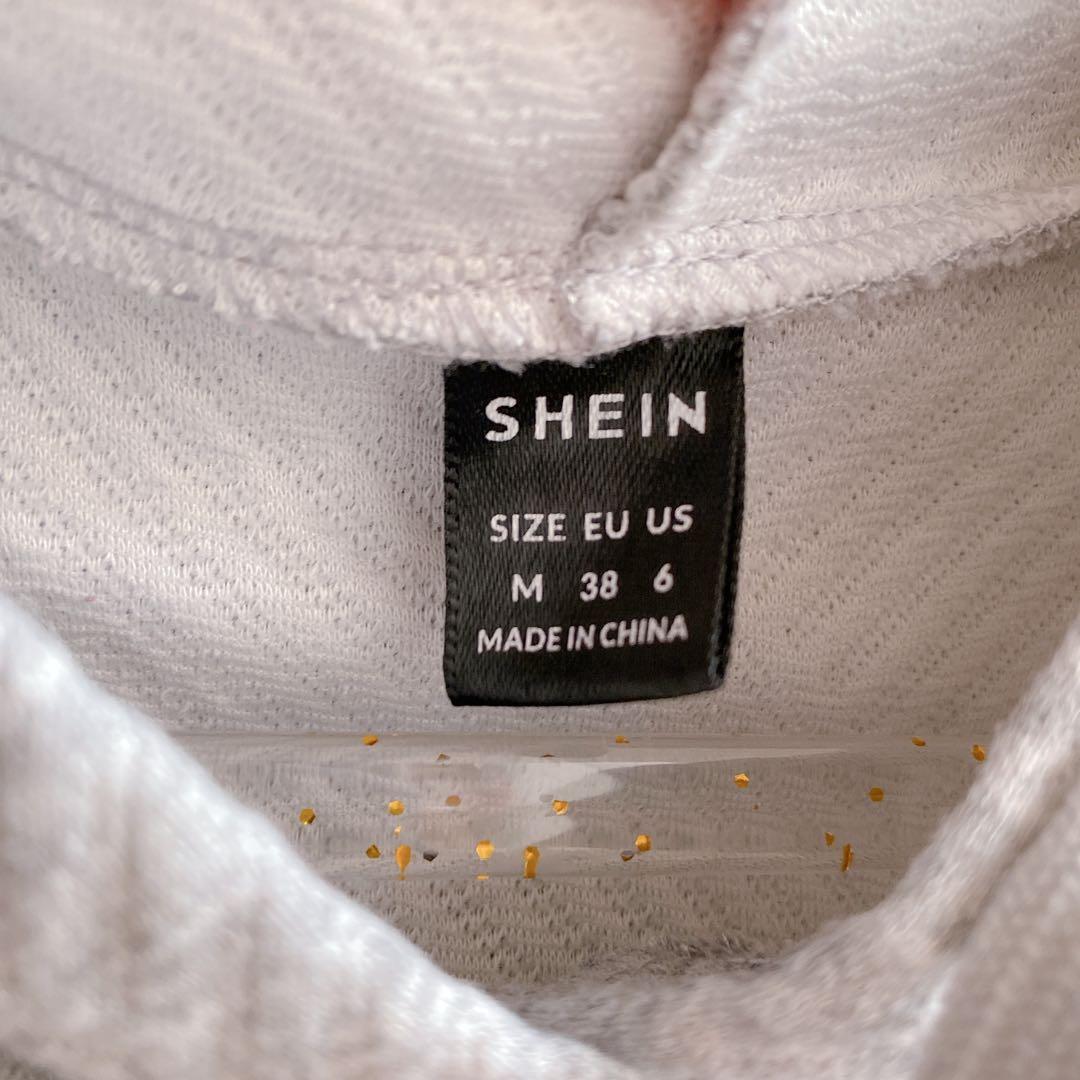 SHEIN
SIZE EU US
M 38 6
MADE IN CHINA